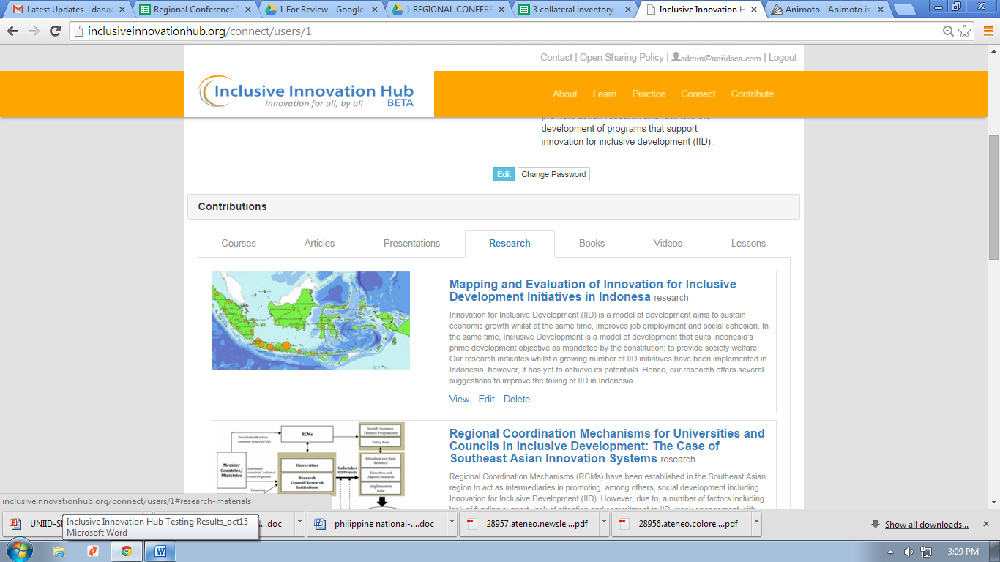 Latest Updates - danac
Regional Conference T
1 For Review - Google
1 REGIONAL CONFERE
3 collateral inventory -
Inclusive Innovation H
Animoto - Animoto is
inclusiveinnovationhub.org/connect/users/1
Contact | Open Sharing Policy | admin@uniidsea.com | Logout
Inclusive Innovation Hub
Innovation for all, by all BETA
About Learn Practice Connect Contribute
promote action research and facilitate the
development of programs that support
innovation for inclusive development (IID).
Edit Change Password
Contributions
Courses Articles Presentations Research Books Videos Lessons
Mapping and Evaluation of Innovation for Inclusive
Development Initiatives in Indonesa research
Innovation for Inclusive Development (IID) is a model of development aims to sustain
economic growth whilst at the same time, improves job employment and social cohesion. In
the same time, Inclusive Development is a model of development that suits Indonesia's
prime development objective as mandated by the constitution: to provide society welfare.
Our research indicates whilst a growing number of IID initiatives have been implemented in
Indonesia, however, it has yet to achieve its potentials. Hence, our research offers several
suggestions to improve the taking of IID in Indonesia.
View Edit Delete
Provide feedback on
common issues for IID
RCMs
Identify Common
Themes/ Programmes
Policy Role
Member
Countries/
Ministries
Individual
countries' national
research grants
Financing
Universities
Research
Council/Research
Institutions
Undertakes
IID Projects
Education and Basic
Research
Education and
Applied Research
Implementer
Role
Regional Coordination Mechanisms for Universities and
Councils in Inclusive Development: The Case of
Southeast Asian Innovation Systems research
Regional Coordination Mechanisms (RCMs) have been established in the Southeast Asian
region to act as intermediaries in promoting, among others, social development including
Innovation for Inclusive Development (IID). However, due to, a number of factors including
lack of funding support, lack of attention and commitment to IID, weak engagement with
inclusiveinnovationhub.org/connect/users/1#research-materials
UNIID-SE
Inclusive Innovation Hub Testing Results_oct15 -
Microsoft Word
....doc
philippine national-....doc
28957.ateneo.newsle....pdf
28956.ateneo.colore....pdf
Show all downloads...
3:09 PM